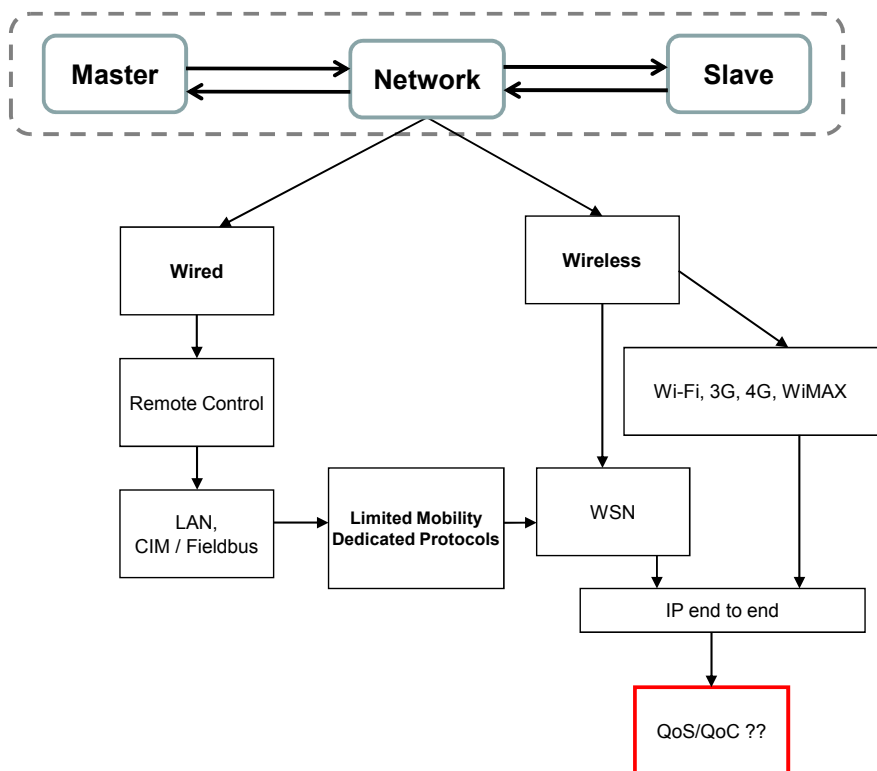 Master
Network
Slave
Wired
Wireless
Remote Control
Wi-Fi, 3G, 4G, WiMAX
LAN,
CIM / Fieldbus
Limited Mobility
Dedicated Protocols
WSN
IP end to end
QoS/QoC ??